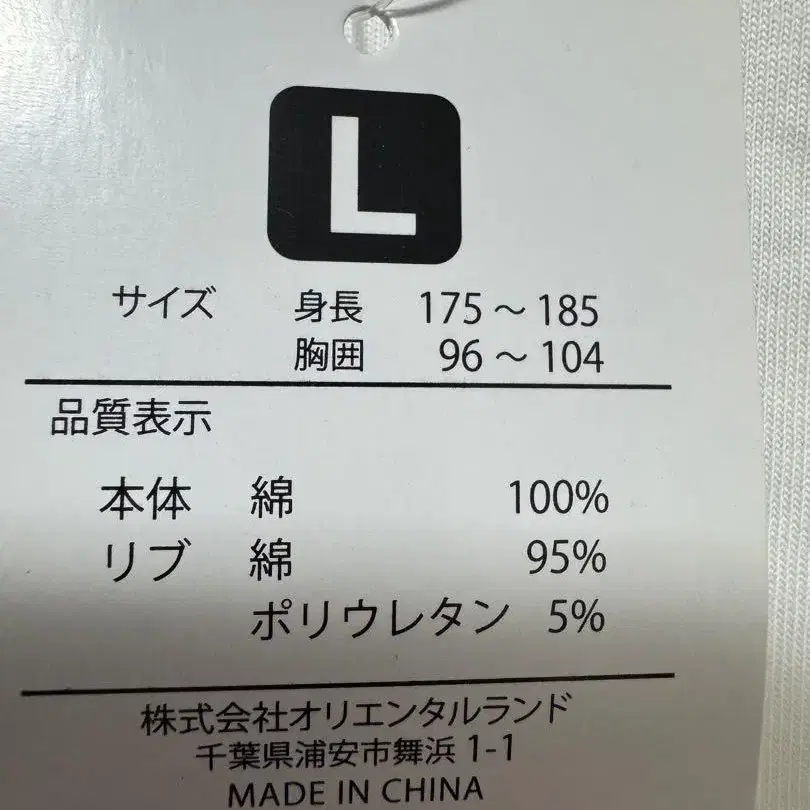 L
サイズ 身長 175～185
胸囲 96～104
品質表示
本体 綿 100%
リブ 綿 95%
ポリウレタン 5%
株式会社オリエンタルランド
千葉県浦安市舞浜 1-1
MADE IN CHINA